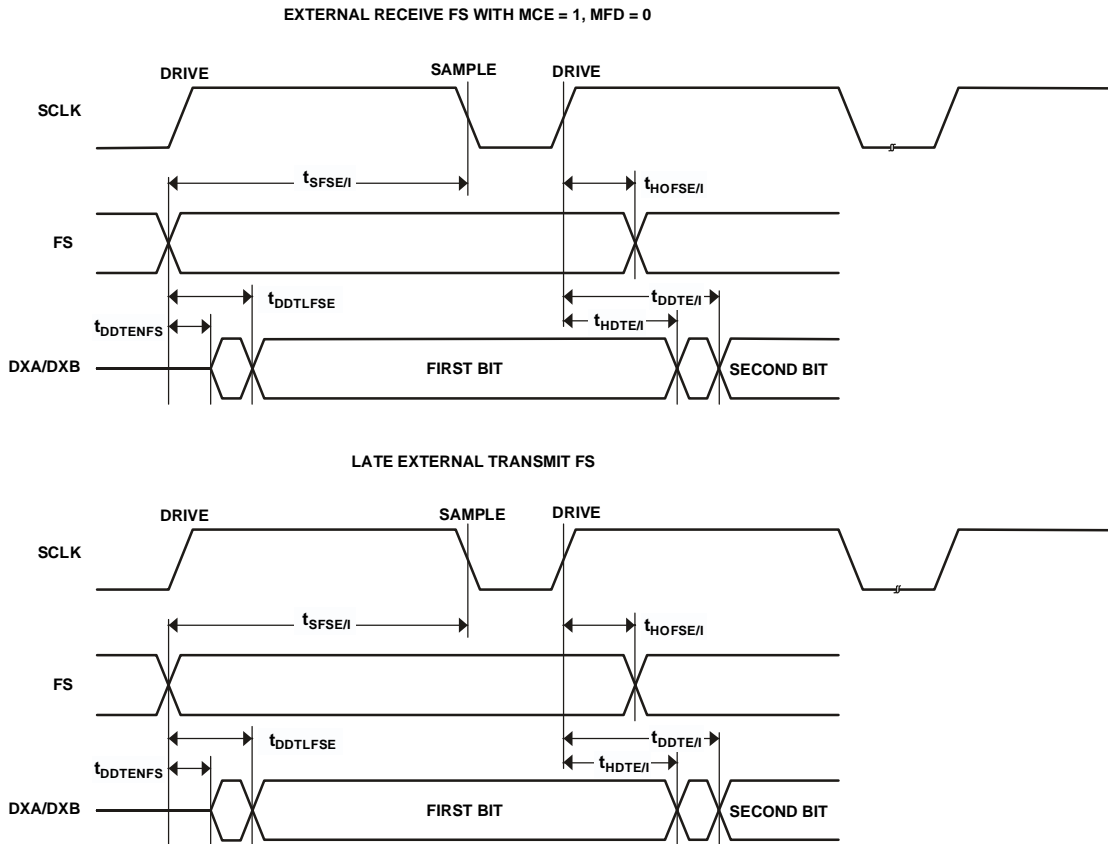 EXTERNAL RECEIVE FS WITH MCE = 1, MFD = 0
DRIVE SAMPLE DRIVE
SCLK
tSFSE/I tHOFSE/I
FS
tDDTLFSE tDDTE/I
tDDTENFS tHDTE/I
DXA/DXB FIRST BIT SECOND BIT
LATE EXTERNAL TRANSMIT FS
DRIVE SAMPLE DRIVE
SCLK
tSFSE/I tHOFSE/I
FS
tDDTLFSE tDDTE/I
tDDTENFS tHDTE/I
DXA/DXB FIRST BIT SECOND BIT